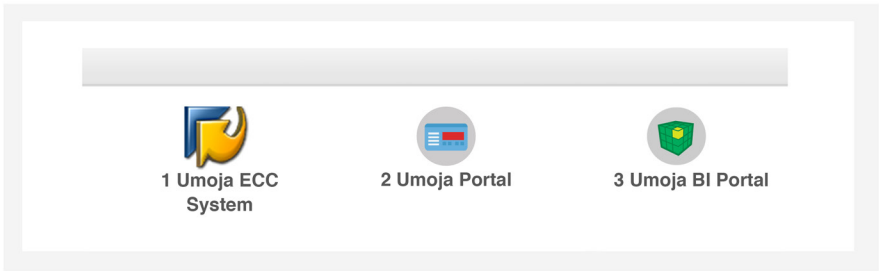 1 Umoja ECC
System
2 Umoja Portal
3 Umoja BI Portal